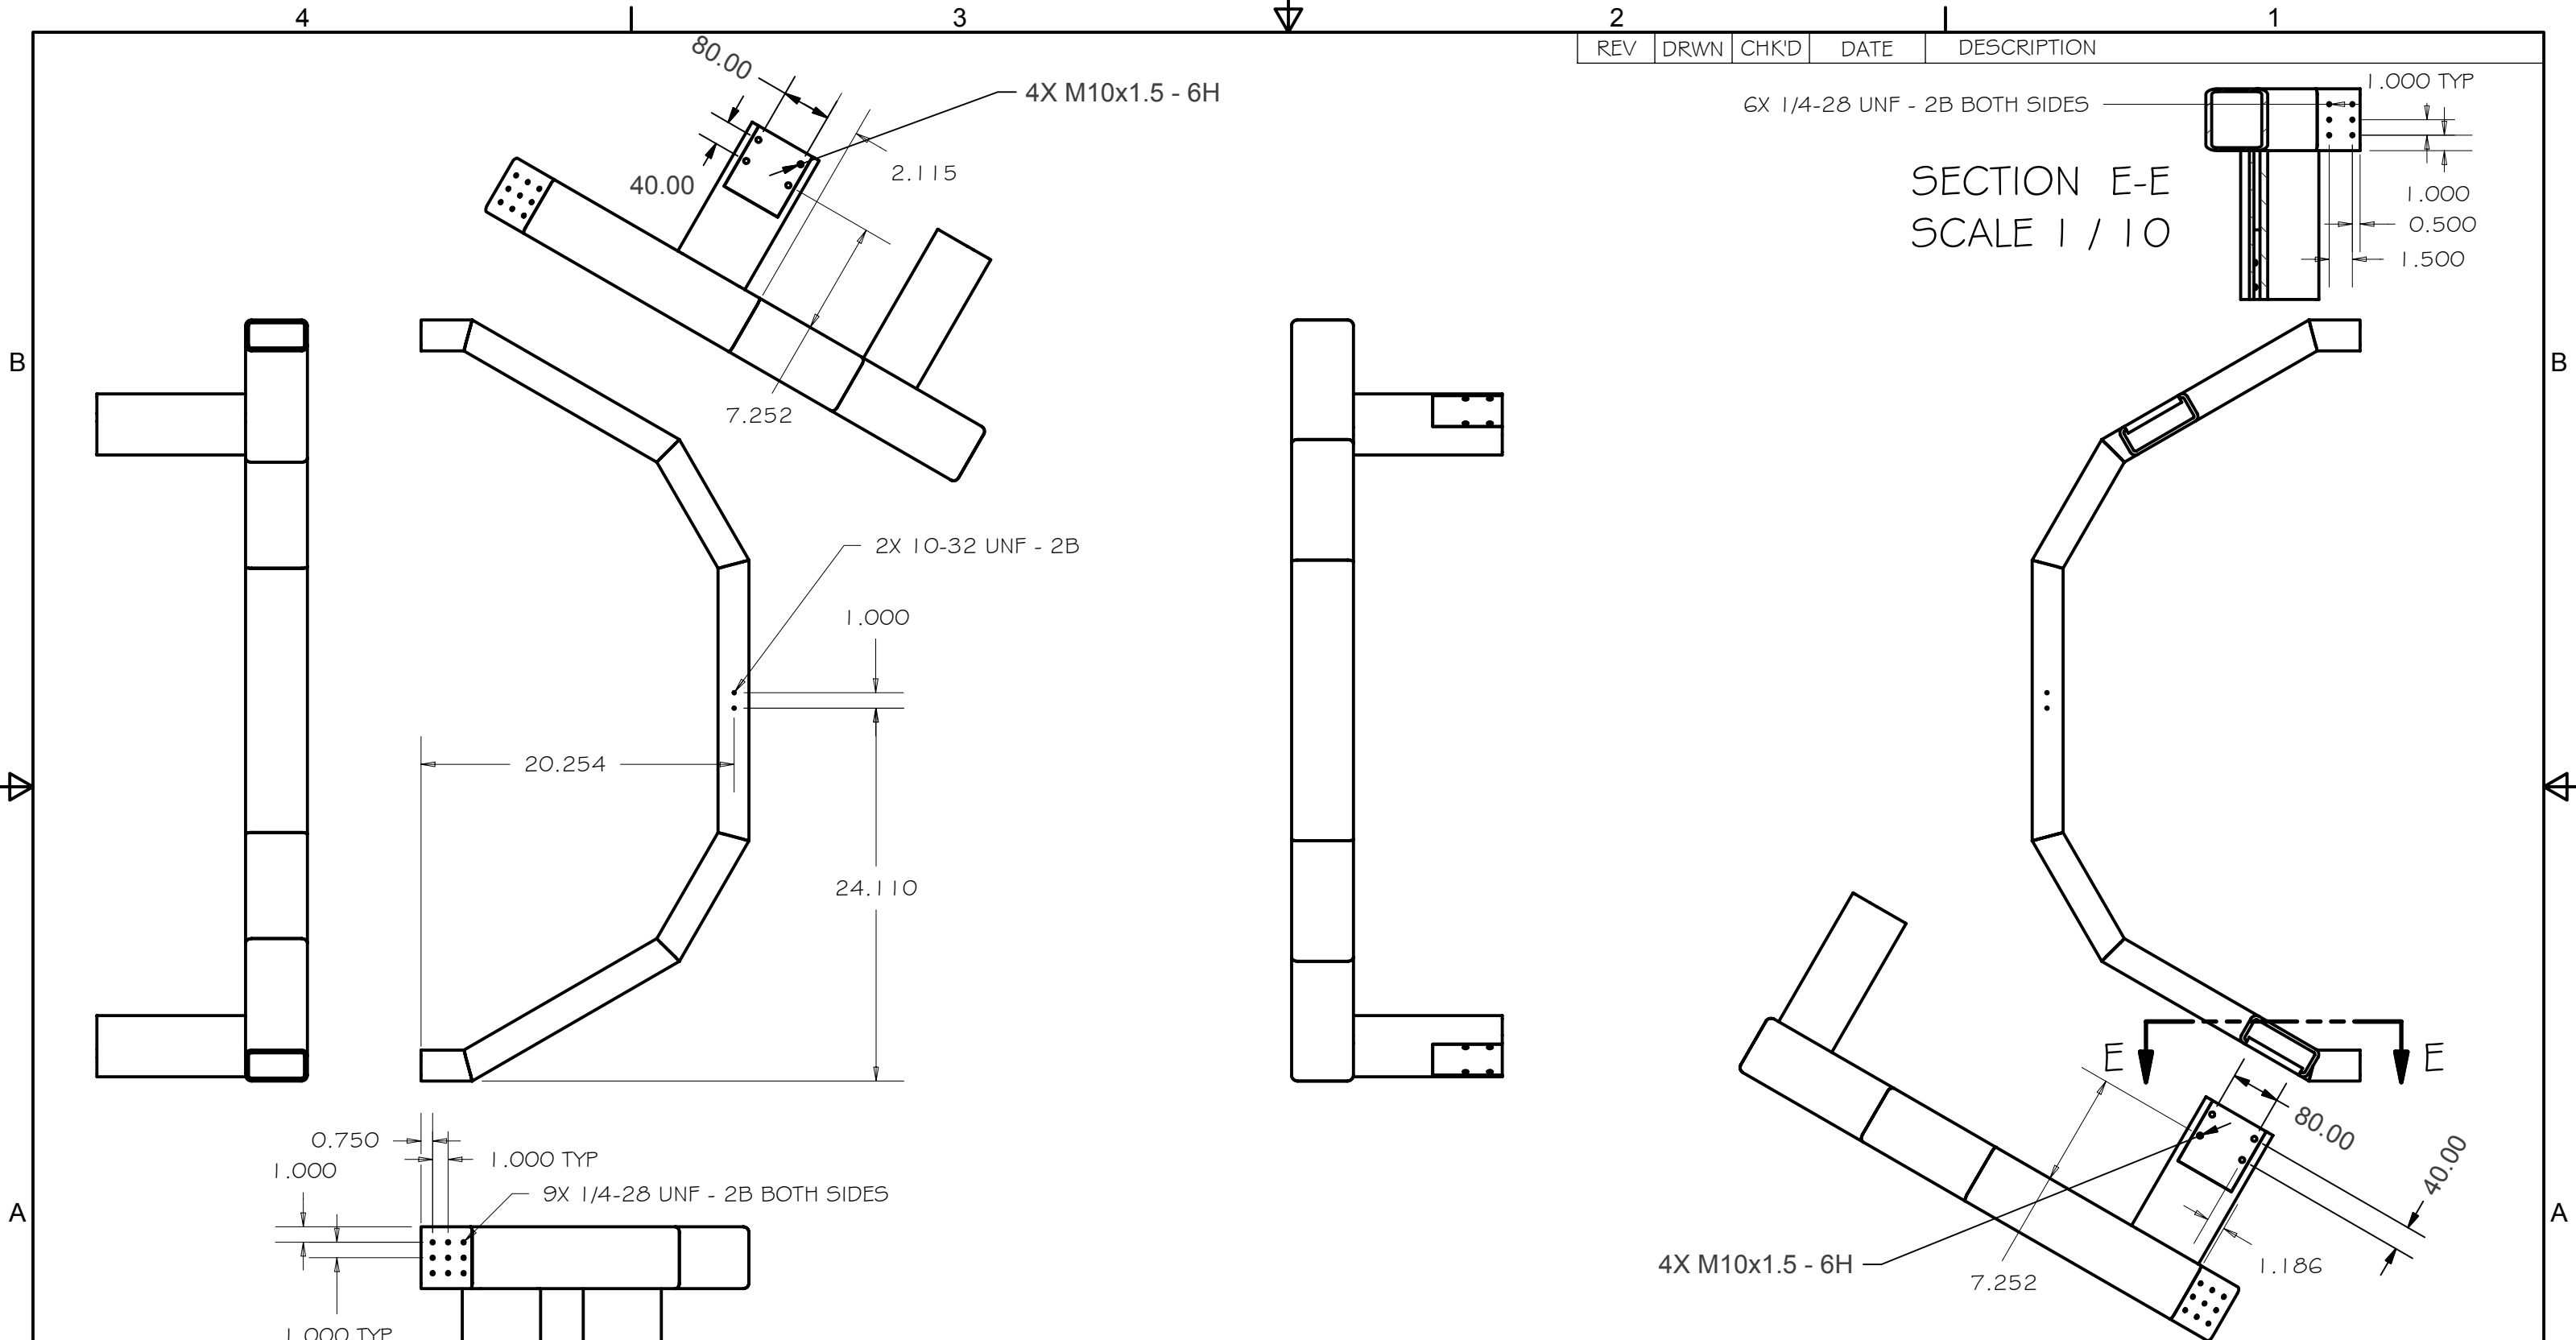 4 3 2 1
REV DRWN CHK'D DATE DESCRIPTION
80.00
4X M10x1.5 - 6H
40.00
2.115
7.252
6X 1/4-28 UNF - 2B BOTH SIDES
1.000 TYP
SECTION E-E
SCALE 1 / 10
1.000
0.500
1.500
B B
2X 10-32 UNF - 2B
1.000
20.254
24.110
E E
0.750
1.000 TYP
1.000
9X 1/4-28 UNF - 2B BOTH SIDES
1.000 TYP
80.00
40.00
4X M10x1.5 - 6H
7.252
1.186
A A